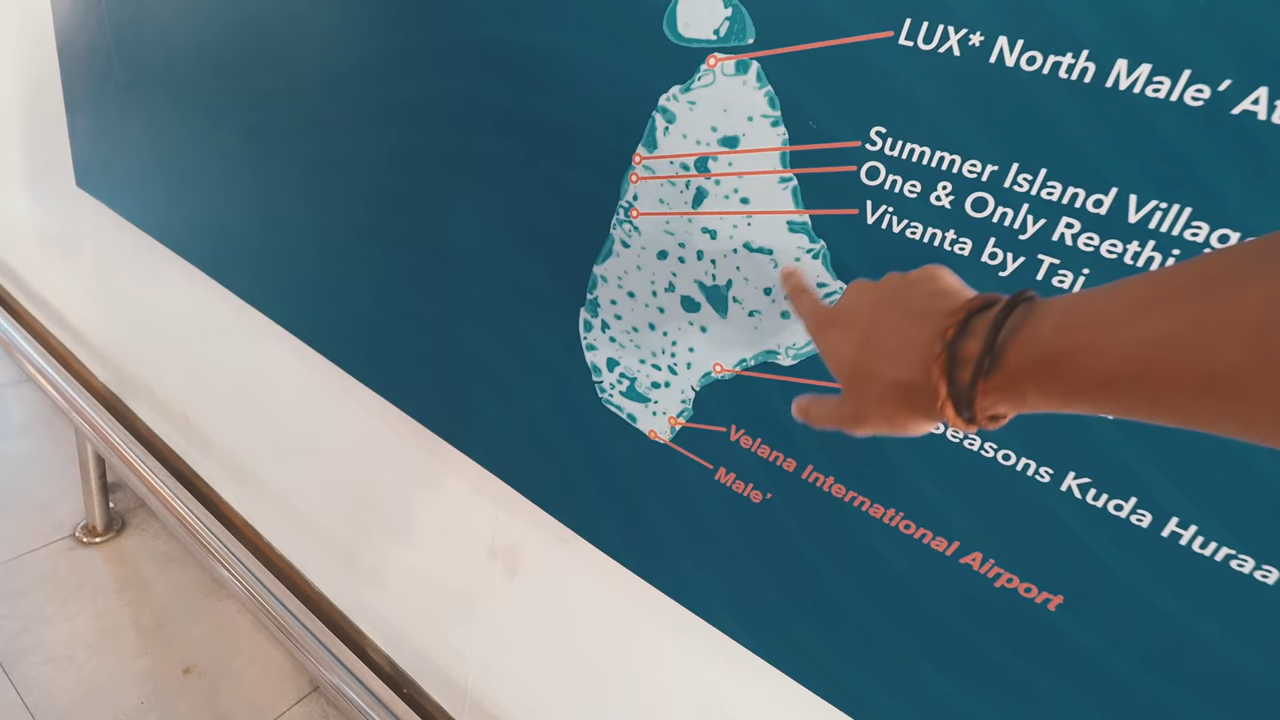 LUX* North Male' At
Summer Island Village
One & Only Reethi
Vivanta by Taj
Seasons Kuda Huraa
Velana International Airport
Male'